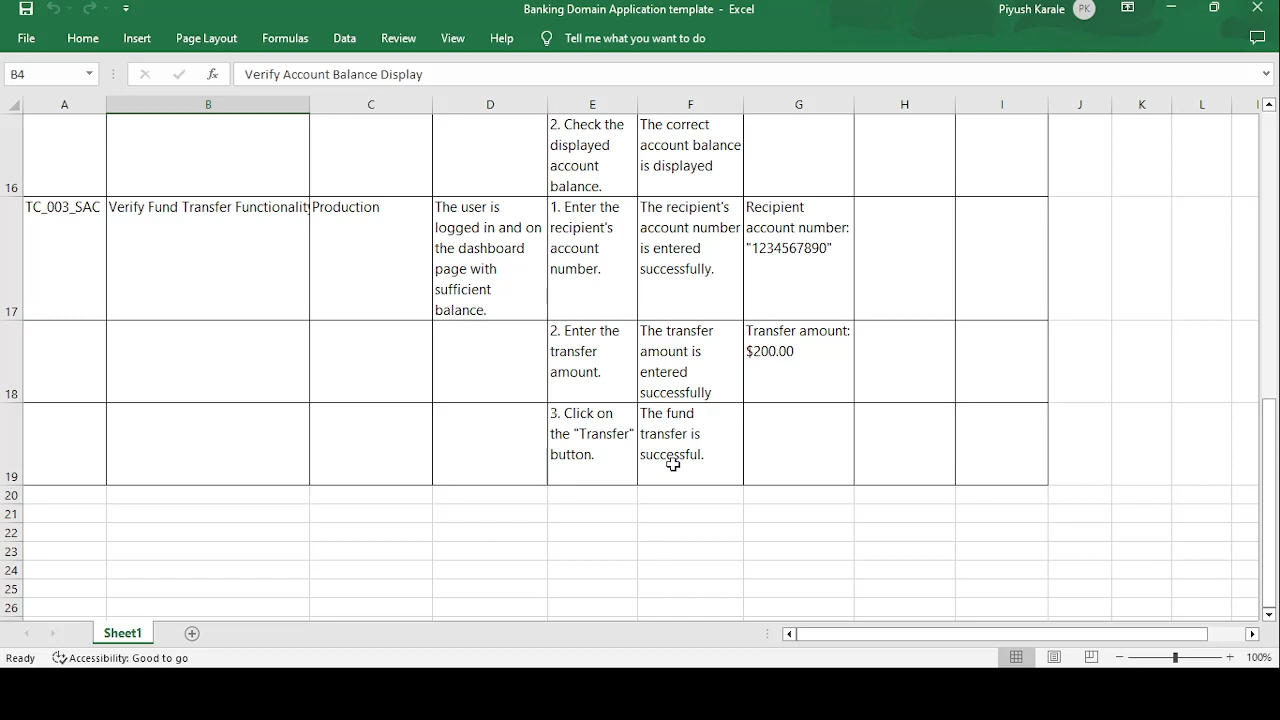 Banking Domain Application template - Excel
Piyush Karale
PK
File Home Insert Page Layout Formulas Data Review View Help Tell me what you want to do
B4
fx
Verify Account Balance Display
A B C D E F G H I J K L
2. Check the
displayed
account
balance.
The correct
account balance
is displayed
16
TC_003_SAC
Verify Fund Transfer Functionality
Production
The user is
logged in and on
the dashboard
page with
sufficient
balance.
1. Enter the
recipient's
account
number.
The recipient's
account number
is entered
successfully.
Recipient
account number:
"1234567890"
17
2. Enter the
transfer
amount.
The transfer
amount is
entered
successfully
Transfer amount:
$200.00
18
3. Click on
the "Transfer"
button.
The fund
transfer is
successful.
19
20
21
22
23
24
25
26
Sheet1
Ready
Accessibility: Good to go
100%